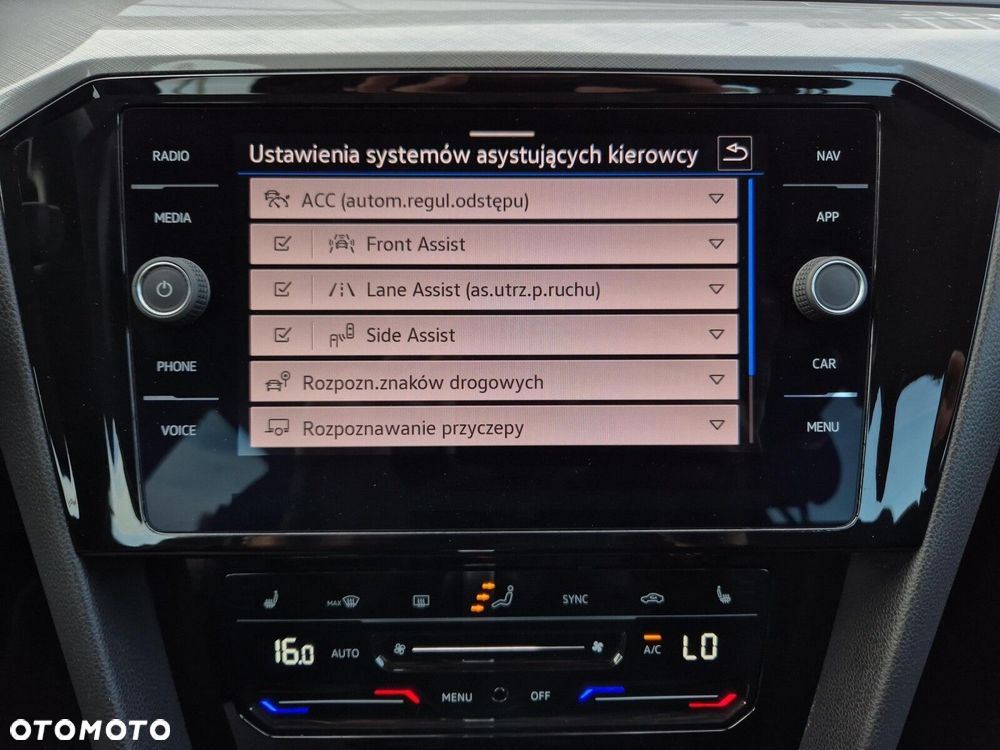 RADIO
MEDIA
PHONE
VOICE
Ustawienia systemów asystujących kierowcy
ACC (autom.regul.odstępu)
Front Assist
Lane Assist (as.utrz.p.ruchu)
Side Assist
Rozpozn.znaków drogowych
Rozpoznawanie przyczepy
NAV
APP
CAR
MENU
MAX
SYNC
16.0 AUTO
A/C LO
MENU OFF
OTOMOTO